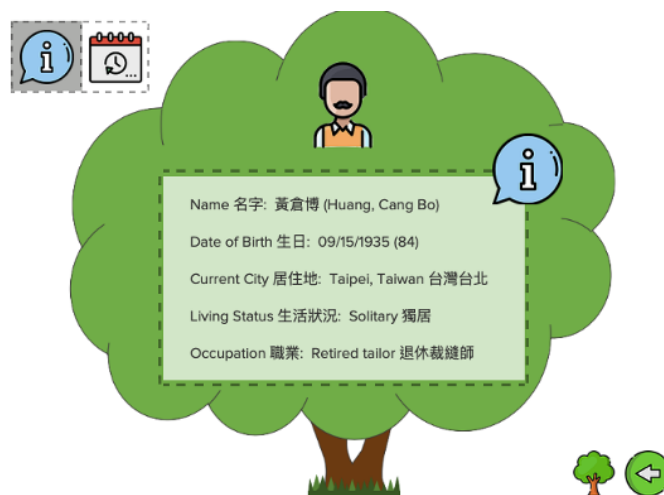 Name 名字: 黃倉博 (Huang, Cang Bo)
Date of Birth 生日: 09/15/1935 (84)
Current City 居住地: Taipei, Taiwan 台灣台北
Living Status 生活狀況: Solitary 獨居
Occupation 職業: Retired tailor 退休裁縫師